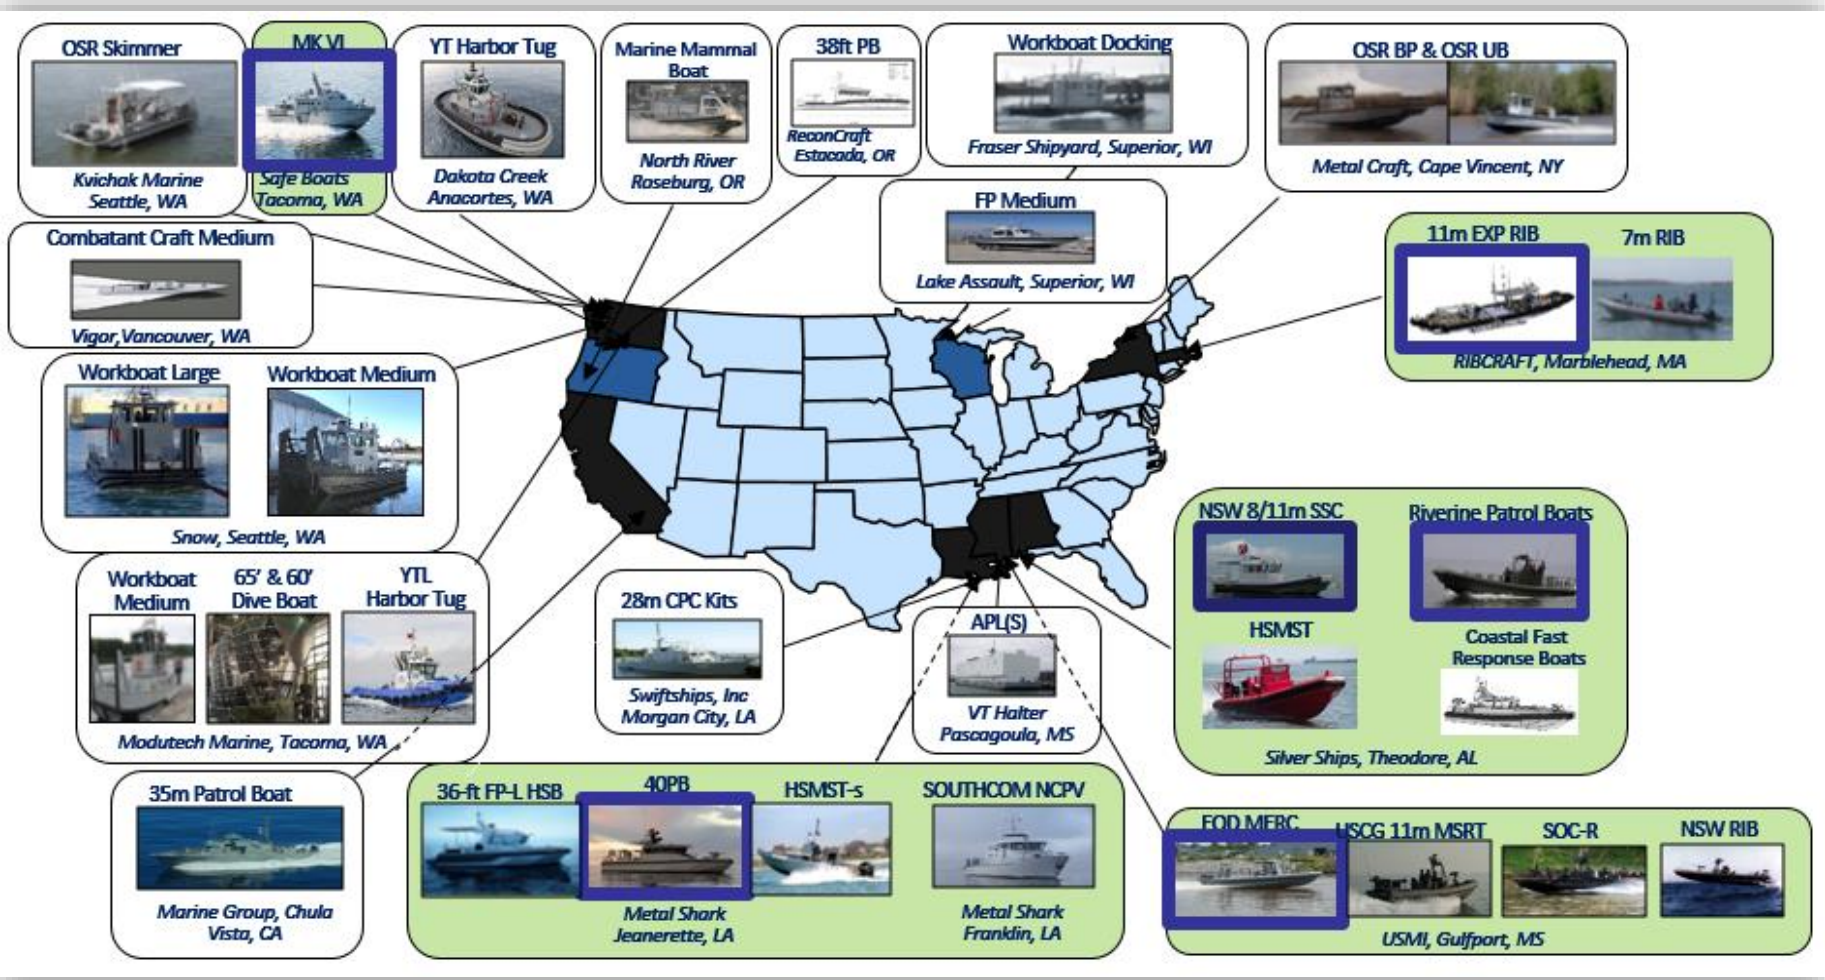 OSR Skimmer
Kvichak Marine
Seattle, WA
MK VI
Safe Boats
Tacoma, WA
YT Harbor Tug
Dakota Creek
Anacortes, WA
Marine Mammal
Boat
North River
Roseburg, OR
38ft PB
ReconCraft
Estacada, OR
Workboat Docking
Fraser Shipyard, Superior, WI
OSR BP & OSR UB
Metal Craft, Cape Vincent, NY
FP Medium
Lake Assault, Superior, WI
Combatant Craft Medium
Vigor,Vancouver, WA
11m EXP RIB
7m RIB
RIBCRAFT, Marblehead, MA
Workboat Large
Workboat Medium
Snow, Seattle, WA
NSW 8/11m SSC
Riverine Patrol Boats
HSMST
Coastal Fast
Response Boats
Silver Ships, Theodore, AL
Workboat
Medium
65' & 60'
Dive Boat
YTL
Harbor Tug
Modutech Marine, Tacoma, WA
28m CPC Kits
Swiftships, Inc
Morgan City, LA
APL(S)
VT Halter
Pascagoula, MS
35m Patrol Boat
Marine Group, Chula
Vista, CA
36-ft FP-L HSB
40PB
HSMST-s
SOUTHCOM NCPV
Metal Shark
Jeanerette, LA
Metal Shark
Franklin, LA
EOD MERC
USCG 11m MSRT
SOC-R
NSW RIB
USMI, Gulfport, MS